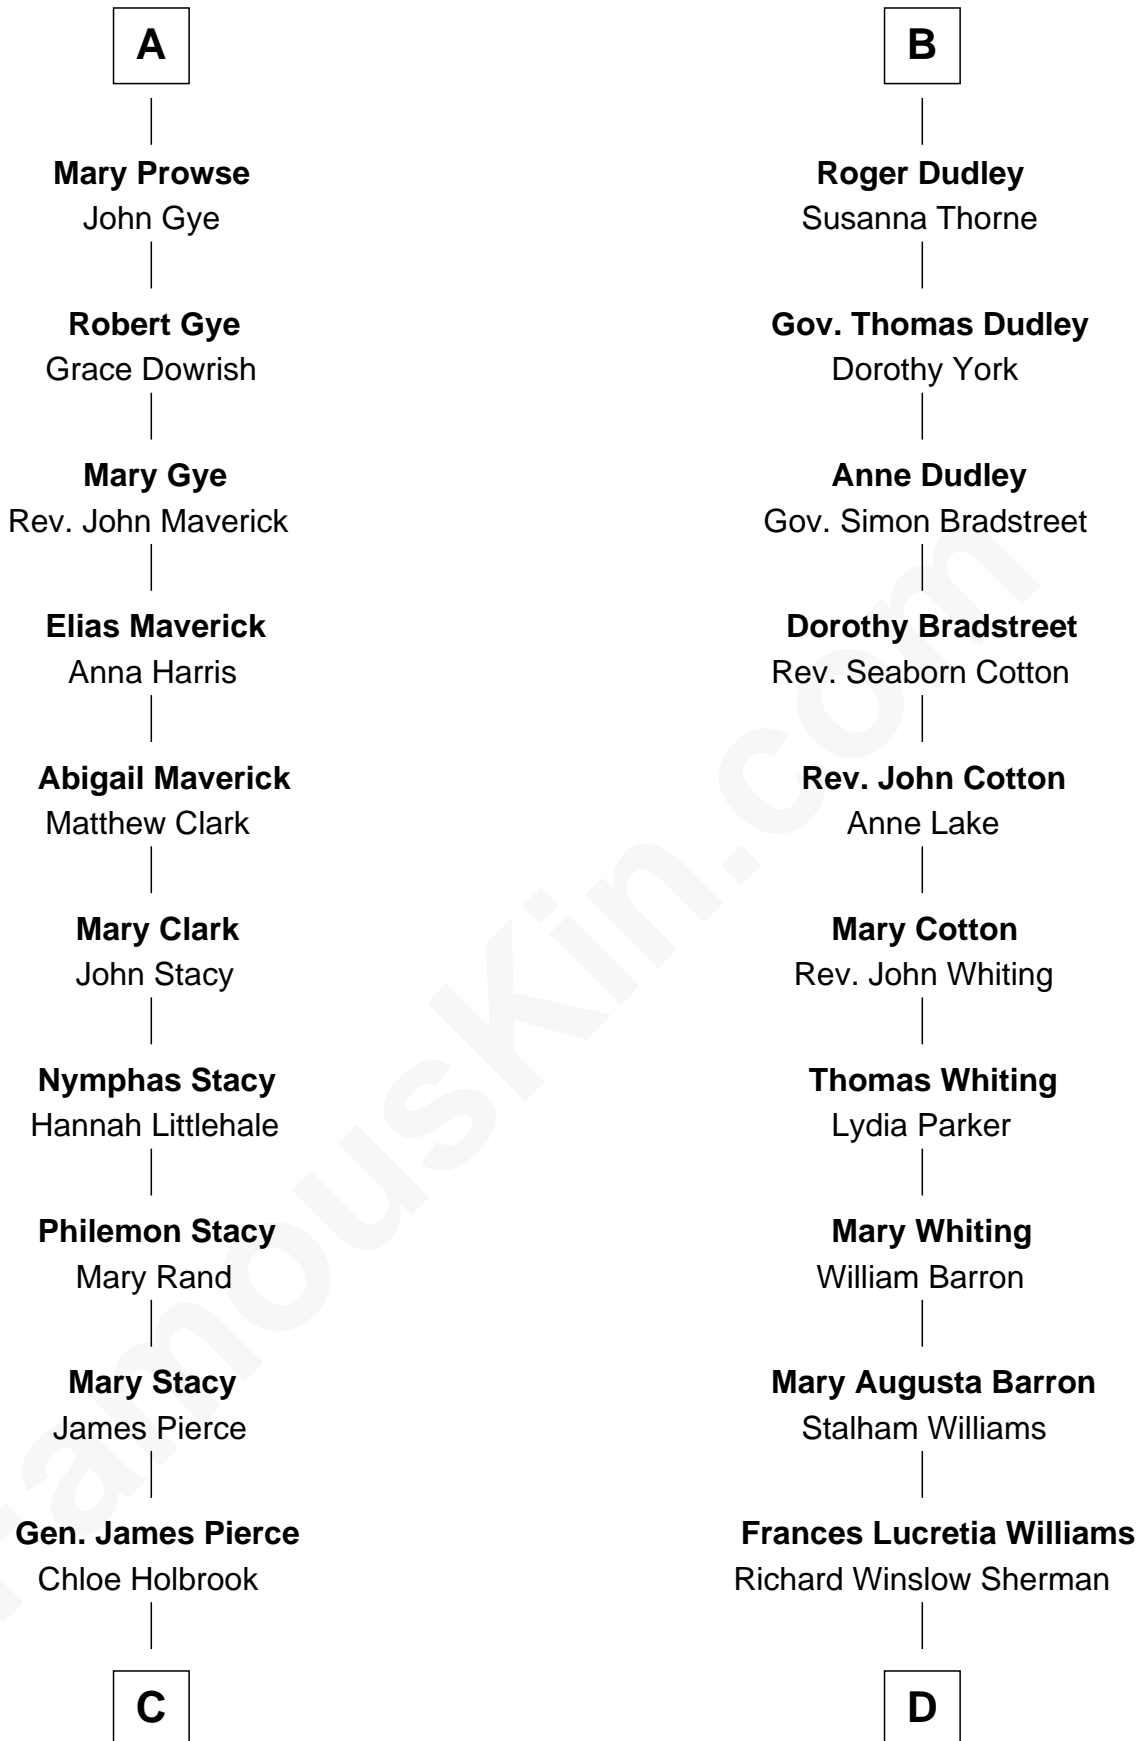 A
Mary Prowse
John Gye
Robert Gye
Grace Dowrish
Mary Gye
Rev. John Maverick
Elias Maverick
Anna Harris
Abigail Maverick
Matthew Clark
Mary Clark
John Stacy
Nymphas Stacy
Hannah Littlehale
Philemon Stacy
Mary Rand
Mary Stacy
James Pierce
Gen. James Pierce
Chloe Holbrook
C
B
Roger Dudley
Susanna Thorne
Gov. Thomas Dudley
Dorothy York
Anne Dudley
Gov. Simon Bradstreet
Dorothy Bradstreet
Rev. Seaborn Cotton
Rev. John Cotton
Anne Lake
Mary Cotton
Rev. John Whiting
Thomas Whiting
Lydia Parker
Mary Whiting
William Barron
Mary Augusta Barron
Stalham Williams
Frances Lucretia Williams
Richard Winslow Sherman
D
FamousKin.com